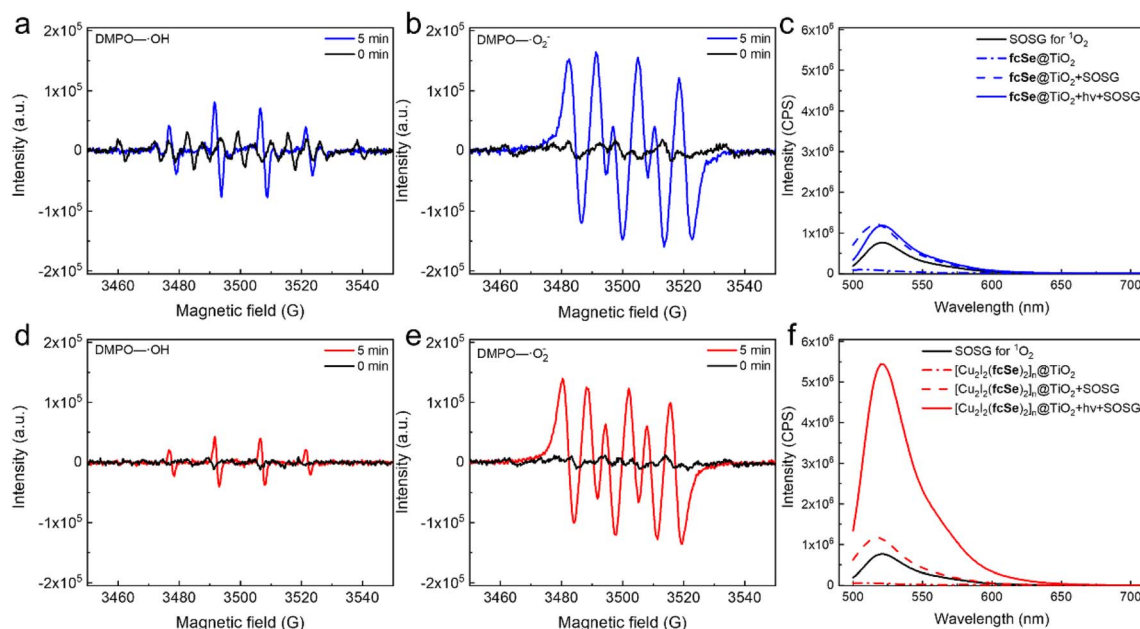 a
DMPO—·OH
5 min
0 min
2x10⁵
1x10⁵
0
-1x10⁵
-2x10⁵
Intensity (a.u.)
3460 3480 3500 3520 3540
Magnetic field (G)
b
DMPO—·O₂⁻
5 min
0 min
2x10⁵
1x10⁵
0
-1x10⁵
-2x10⁵
Intensity (a.u.)
3460 3480 3500 3520 3540
Magnetic field (G)
c
SOSG for ¹O₂
fcSe@TiO₂
fcSe@TiO₂+SOSG
fcSe@TiO₂+hv+SOSG
6x10⁶
5x10⁶
4x10⁶
3x10⁶
2x10⁶
1x10⁶
0
Intensity (CPS)
500 550 600 650 700
Wavelength (nm)
d
DMPO—·OH
5 min
0 min
2x10⁵
1x10⁵
0
-1x10⁵
-2x10⁵
Intensity (a.u.)
3460 3480 3500 3520 3540
Magnetic field (G)
e
DMPO—·O₂⁻
5 min
0 min
2x10⁵
1x10⁵
0
-1x10⁵
-2x10⁵
Intensity (a.u.)
3460 3480 3500 3520 3540
Magnetic field (G)
f
SOSG for ¹O₂
[Cu₂I₂(fcSe)₂]ₙ@TiO₂
[Cu₂I₂(fcSe)₂]ₙ@TiO₂+SOSG
[Cu₂I₂(fcSe)₂]ₙ@TiO₂+hv+SOSG
6x10⁶
5x10⁶
4x10⁶
3x10⁶
2x10⁶
1x10⁶
0
Intensity (CPS)
500 550 600 650 700
Wavelength (nm)